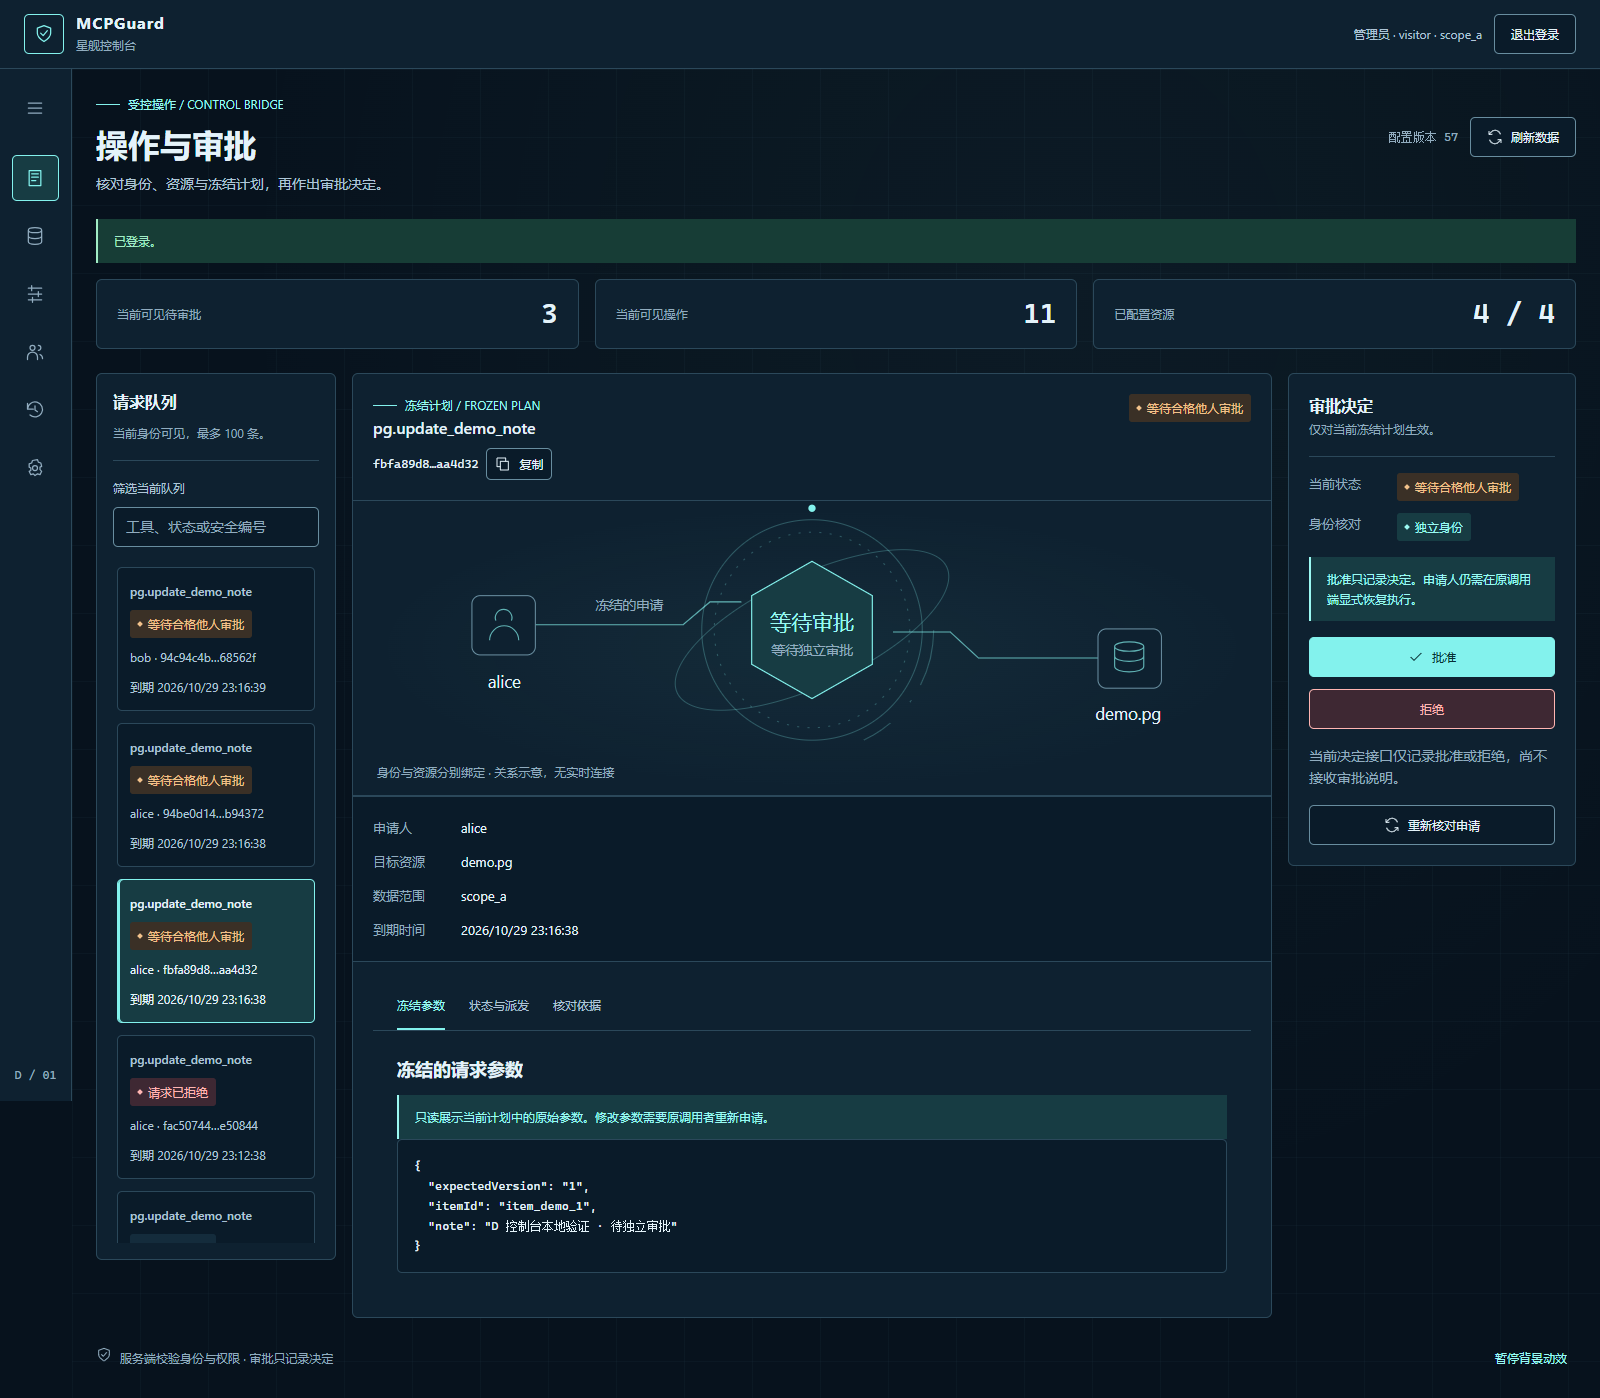 MCPGuard
星舰控制台
管理员 · visitor · scope_a
退出登录
受控操作 / CONTROL BRIDGE
操作与审批
核对身份、资源与冻结计划，再作出审批决定。
配置版本 57
刷新数据
已登录。
当前可见待审批
3
当前可见操作
11
已配置资源
4 / 4
请求队列
当前身份可见，最多 100 条。
筛选当前队列
工具、状态或安全编号
pg.update_demo_note
等待合格他人审批
bob · 94c94c4b…68562f
到期 2026/10/29 23:16:39
pg.update_demo_note
等待合格他人审批
alice · 94be0d14…b94372
到期 2026/10/29 23:16:38
pg.update_demo_note
等待合格他人审批
alice · fbfa89d8…aa4d32
到期 2026/10/29 23:16:38
pg.update_demo_note
请求已拒绝
alice · fac50744…e50844
到期 2026/10/29 23:12:38
pg.update_demo_note
D / 01
冻结计划 / FROZEN PLAN
pg.update_demo_note
fbfa89d8…aa4d32
复制
等待合格他人审批
冻结的申请
等待审批
等待独立审批
alice
demo.pg
身份与资源分别绑定 · 关系示意，无实时连接
申请人 alice
目标资源 demo.pg
数据范围 scope_a
到期时间 2026/10/29 23:16:38
冻结参数 状态与派发 核对依据
冻结的请求参数
只读展示当前计划中的原始参数。修改参数需要原调用者重新申请。
{
"expectedVersion": "1",
"itemId": "item_demo_1",
"note": "D 控制台本地验证 · 待独立审批"
}
审批决定
仅对当前冻结计划生效。
当前状态 等待合格他人审批
身份核对 独立身份
批准只记录决定。申请人仍需在原调用
端显式恢复执行。
批准
拒绝
当前决定接口仅记录批准或拒绝，尚不
接收审批说明。
重新核对申请
服务端校验身份与权限 · 审批只记录决定
暂停背景动效